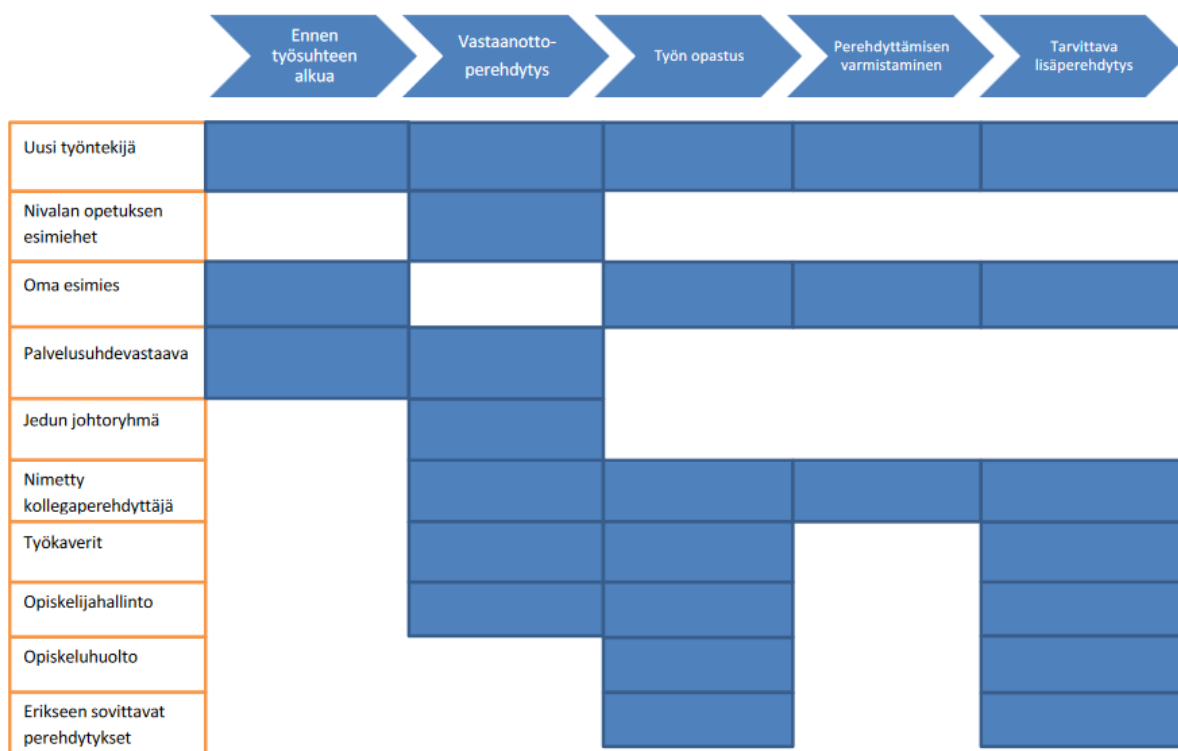 Ennen
työsuhteen
alkua
Vastaanotto-
perehdytys
Työn opastus
Perehdyttämisen
varmistaminen
Tarvittava
lisäperehdytys
Uusi työntekijä
Nivalan opetuksen
esimiehet
Oma esimies
Palvelusuhdevastaava
Jedun johtoryhmä
Nimetty
kollegaperehdyttäjä
Työkaverit
Opiskelijahallinto
Opiskeluhuolto
Erikseen sovittavat
perehdytykset